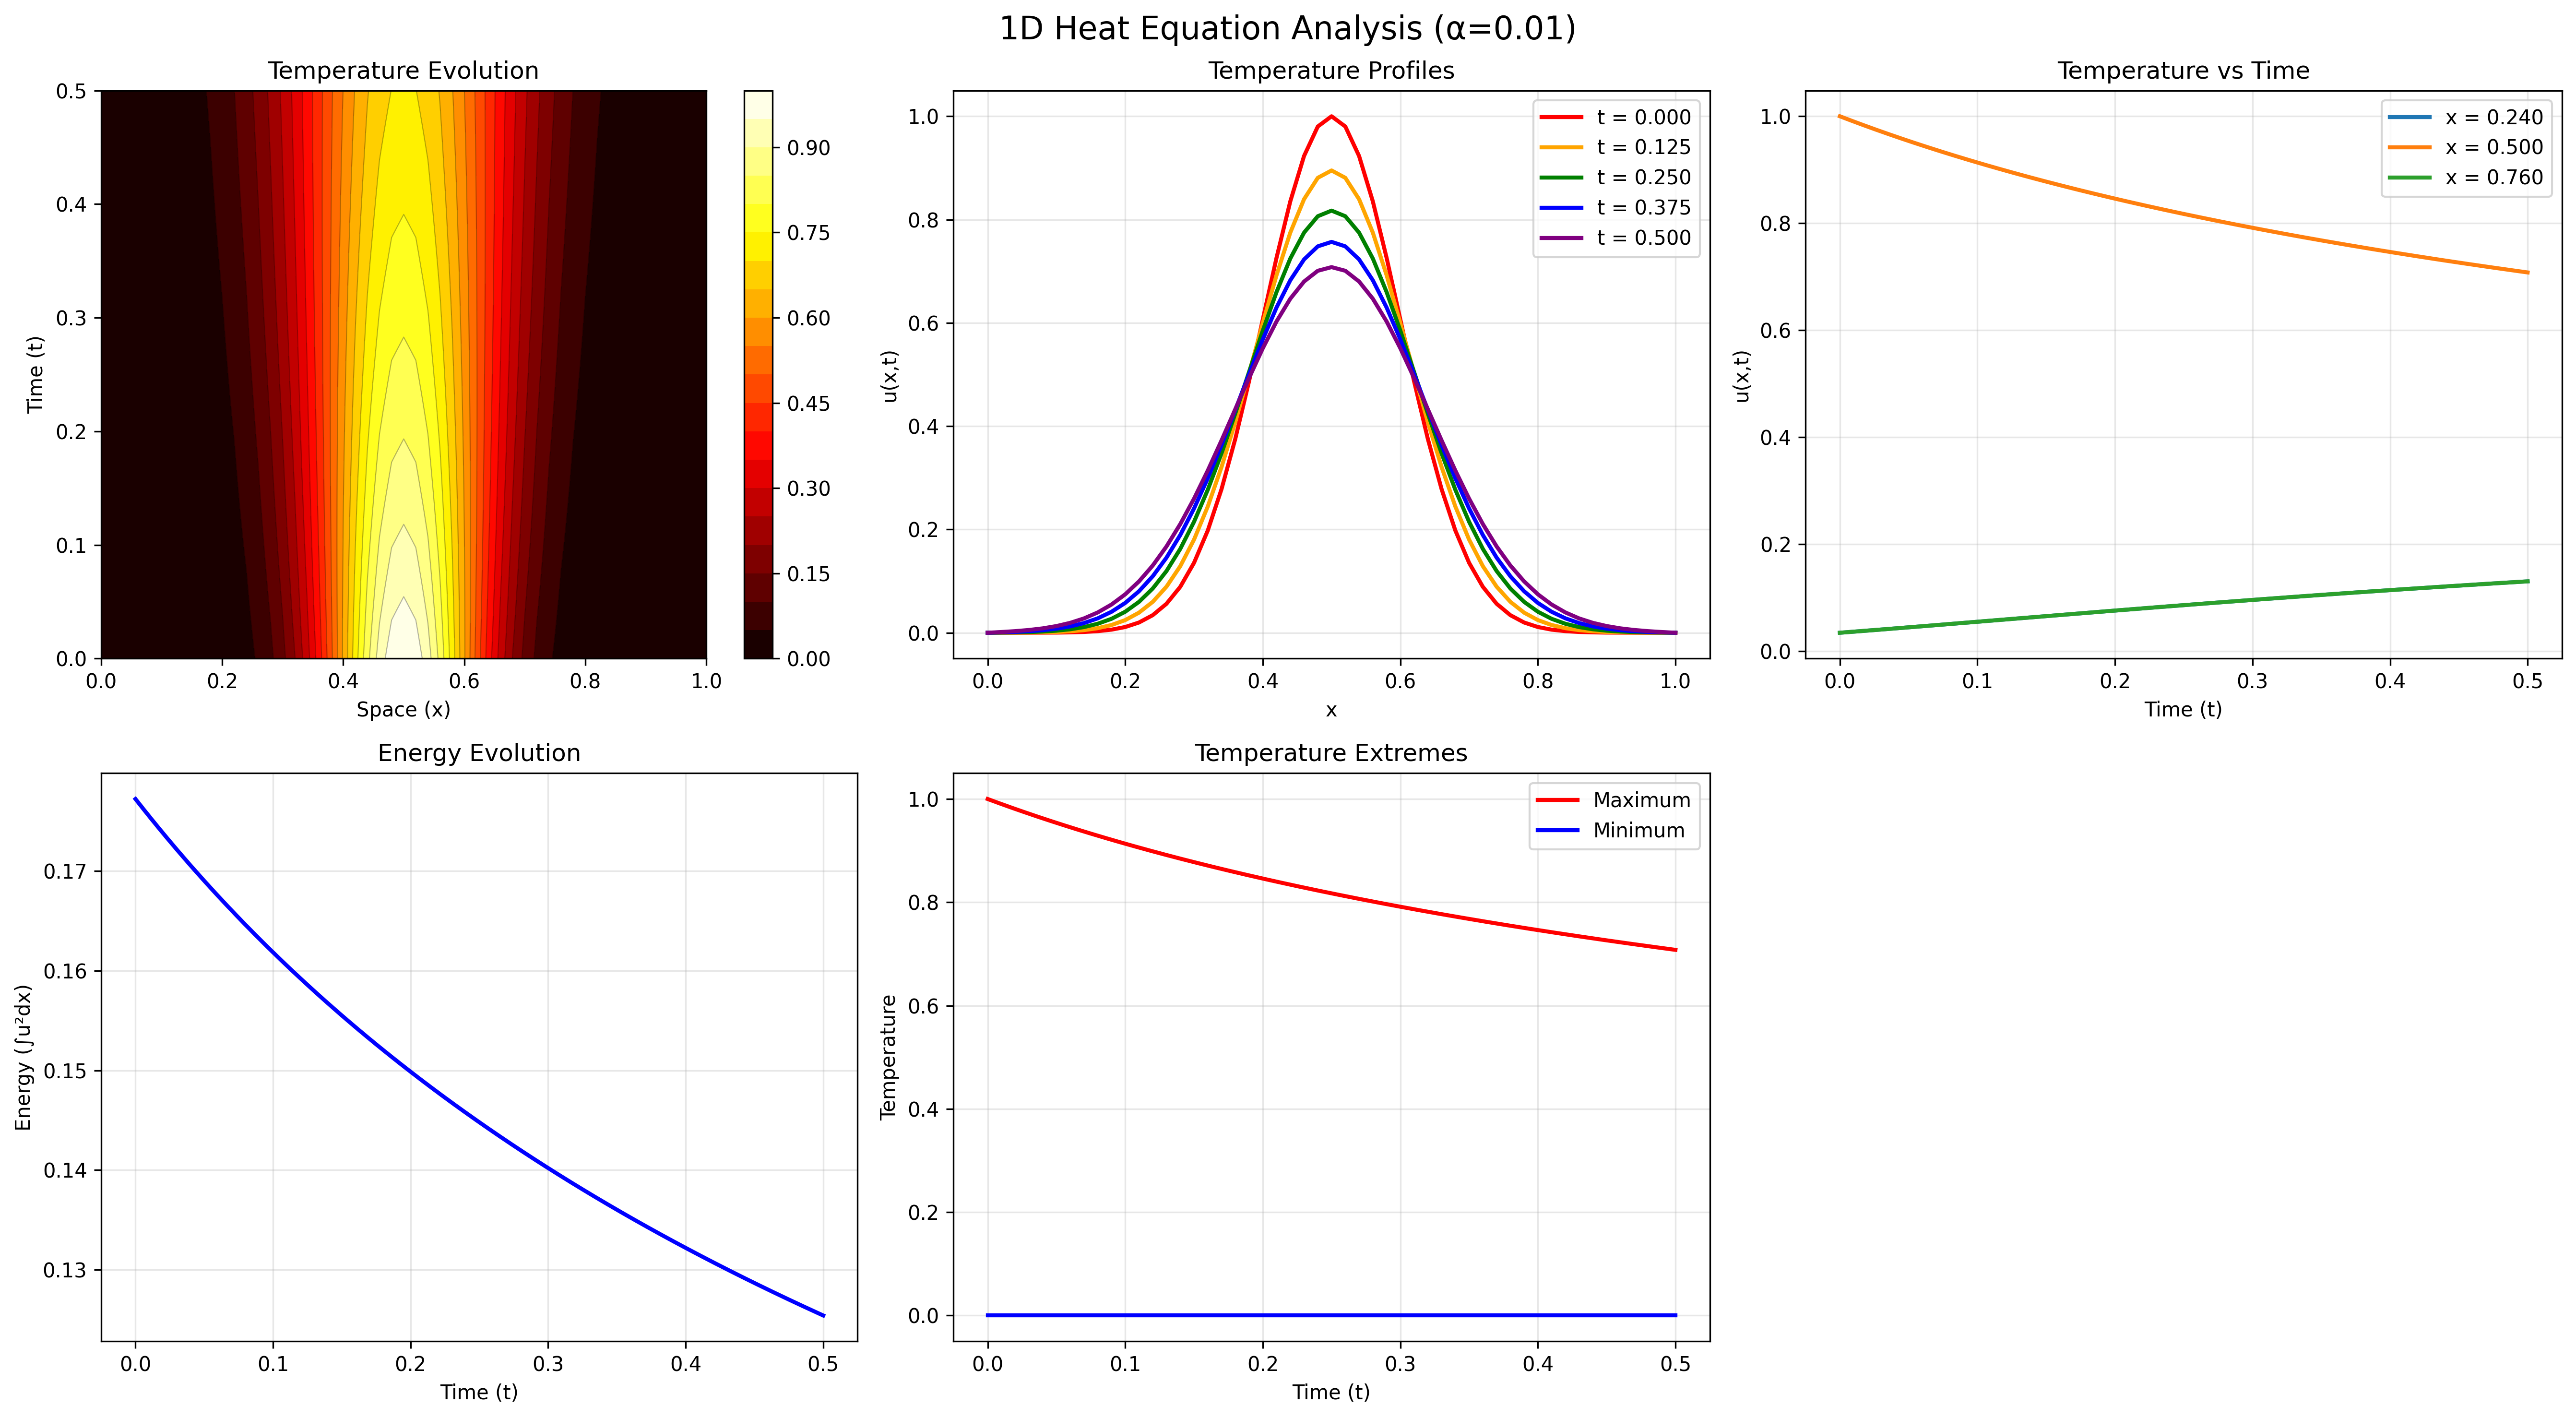 1D Heat Equation Analysis (α=0.01)
Temperature Evolution
0.5
0.4
0.3
0.2
0.1
0.0
Time (t)
0.0 0.2 0.4 0.6 0.8 1.0
Space (x)
0.90
0.75
0.60
0.45
0.30
0.15
0.00
Temperature Profiles
1.0
0.8
0.6
0.4
0.2
0.0
u(x,t)
0.0 0.2 0.4 0.6 0.8 1.0
x
t = 0.000
t = 0.125
t = 0.250
t = 0.375
t = 0.500
Temperature vs Time
1.0
0.8
0.6
0.4
0.2
0.0
u(x,t)
0.0 0.1 0.2 0.3 0.4 0.5
Time (t)
x = 0.240
x = 0.500
x = 0.760
Energy Evolution
0.17
0.16
0.15
0.14
0.13
Energy (∫u²dx)
0.0 0.1 0.2 0.3 0.4 0.5
Time (t)
Temperature Extremes
1.0
0.8
0.6
0.4
0.2
0.0
Temperature
0.0 0.1 0.2 0.3 0.4 0.5
Time (t)
Maximum
Minimum